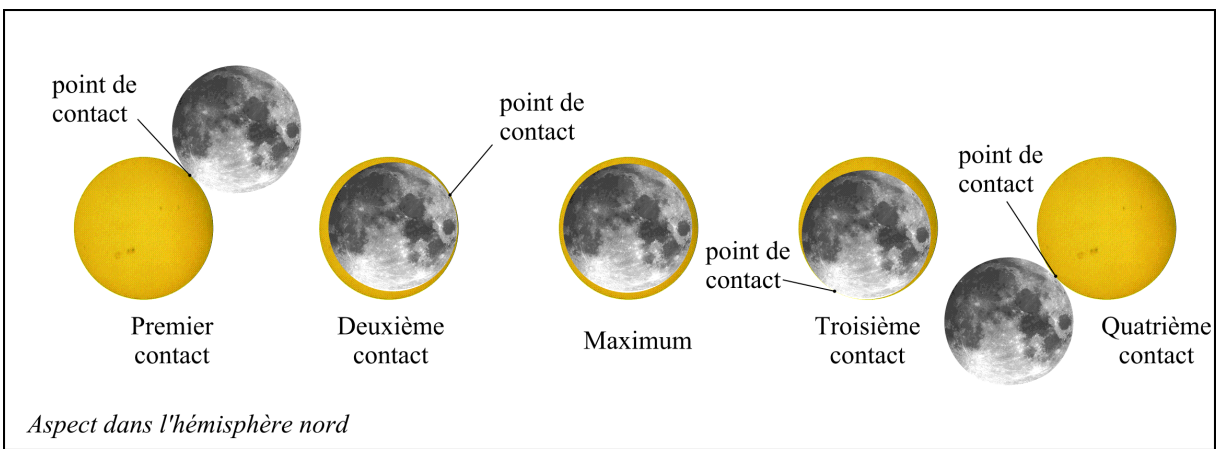 point de
contact
Premier
contact
point de
contact
Deuxième
contact
Maximum
point de
contact
Troisième
contact
point de
contact
Quatrième
contact
Aspect dans l'hémisphère nord